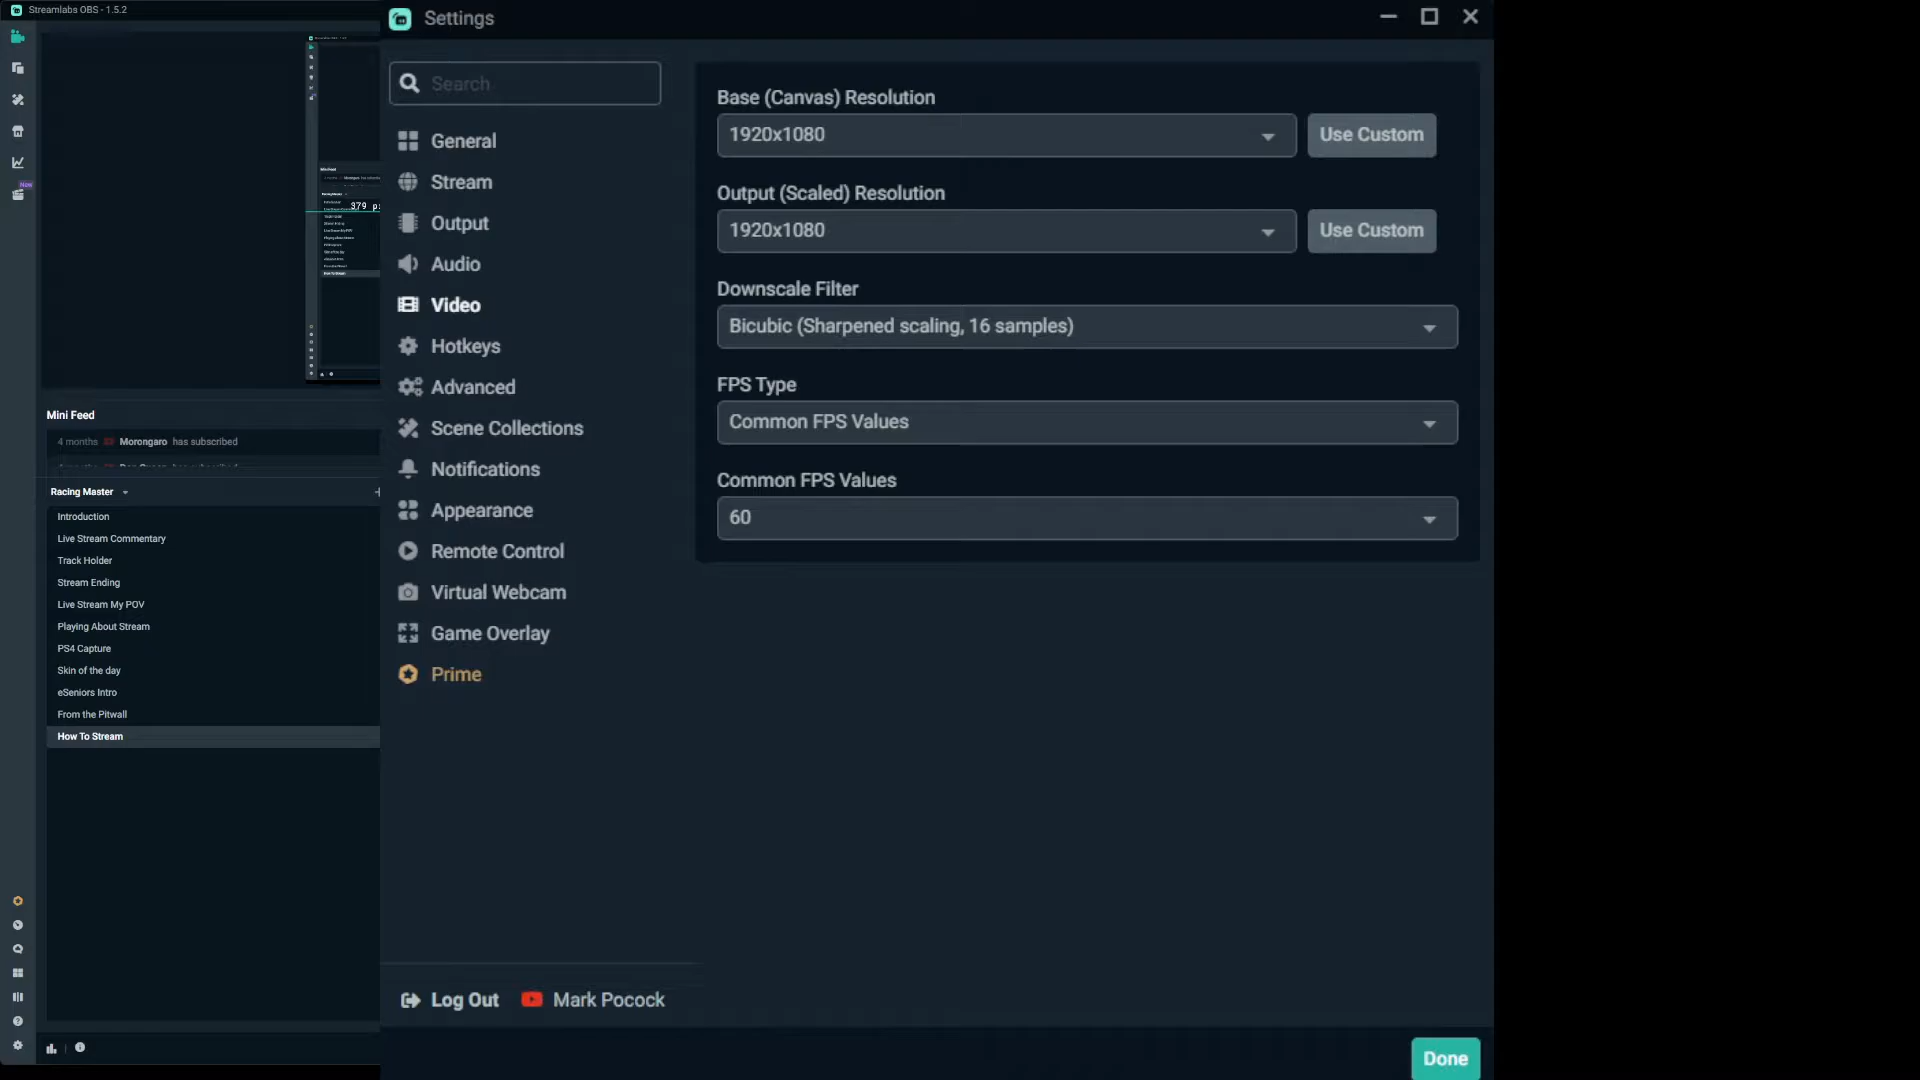 Streamlabs OBS - 1.5.2
New
Mini Feed
379 p
Mini Feed
4 months Morongaro has subscribed
Racing Master
Introduction
Live Stream Commentary
Track Holder
Stream Ending
Live Stream My POV
Playing About Stream
PS4 Capture
Skin of the day
eSeniors Intro
From the Pitwall
How To Stream
Settings
Search
General
Stream
Output
Audio
Video
Hotkeys
Advanced
Scene Collections
Notifications
Appearance
Remote Control
Virtual Webcam
Game Overlay
Prime
Log Out Mark Pocock
Base (Canvas) Resolution
1920x1080 Use Custom
Output (Scaled) Resolution
1920x1080 Use Custom
Downscale Filter
Bicubic (Sharpened scaling, 16 samples)
FPS Type
Common FPS Values
Common FPS Values
60
Done